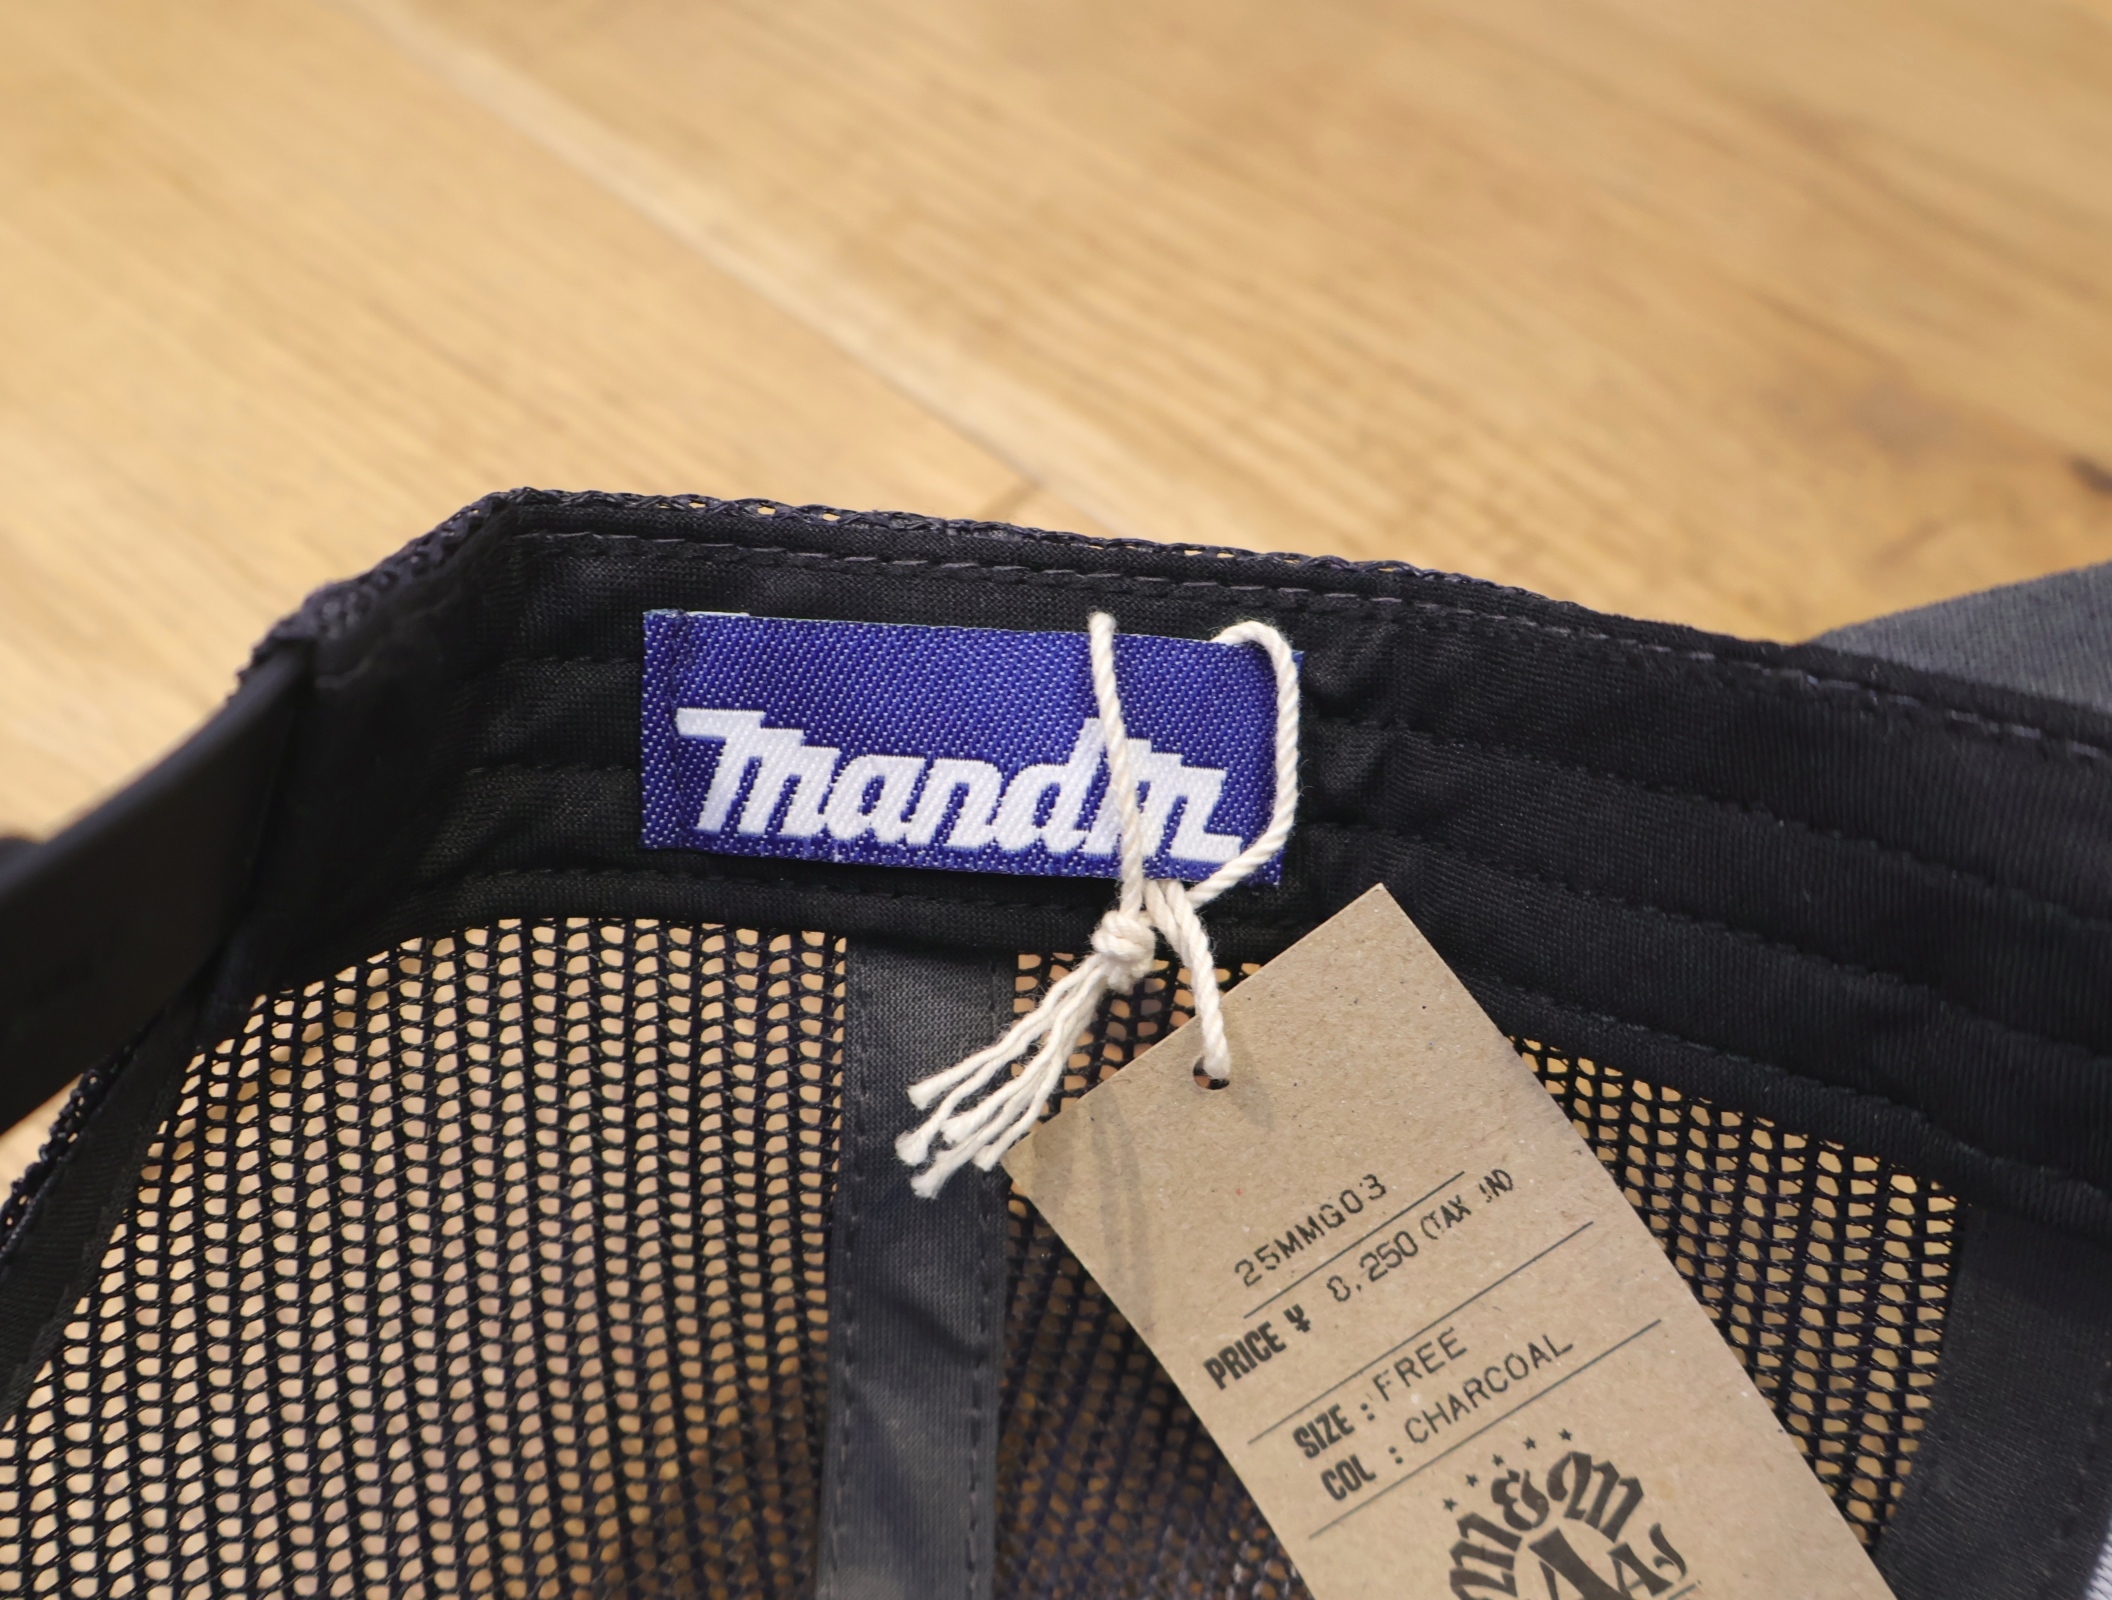 mandm
25MMG03
PRICE ¥ 8,250 (TAX IN)
SIZE : FREE
COL : CHARCOAL
M&M